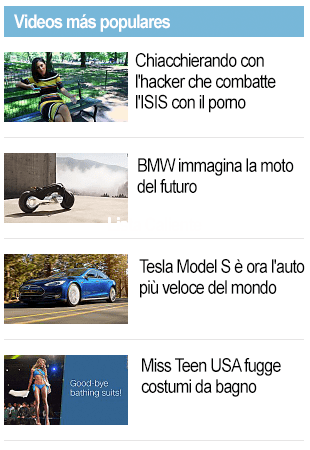 Videos más populares
Chiacchierando con
l'hacker che combatte
l'ISIS con il porno
BMW immagina la moto
del futuro
Tesla Model S è ora l'auto
più veloce del mondo
Good-bye
bathing suits!
Miss Teen USA fugge
costumi da bagno